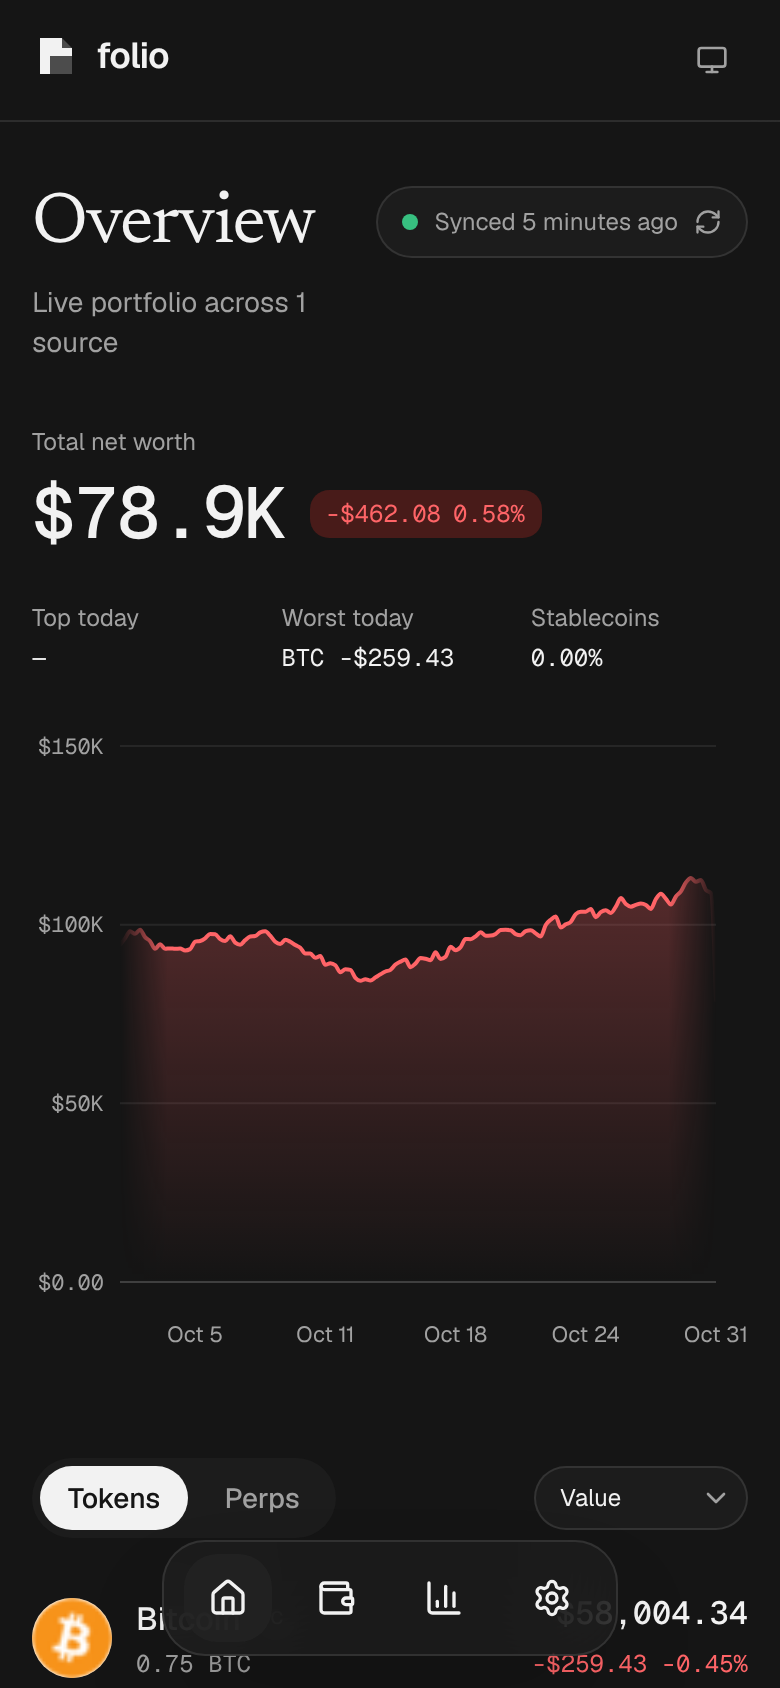 folio
Overview
Synced 5 minutes ago
Live portfolio across 1
source
Total net worth
$78.9K
-$462.08 0.58%
Top today
Worst today
Stablecoins
—
BTC -$259.43
0.00%
$150K
$100K
$50K
$0.00
Oct 5
Oct 11
Oct 18
Oct 24
Oct 31
Tokens
Perps
Value
Bitcoin
$58,004.34
0.75 BTC
-$259.43 -0.45%